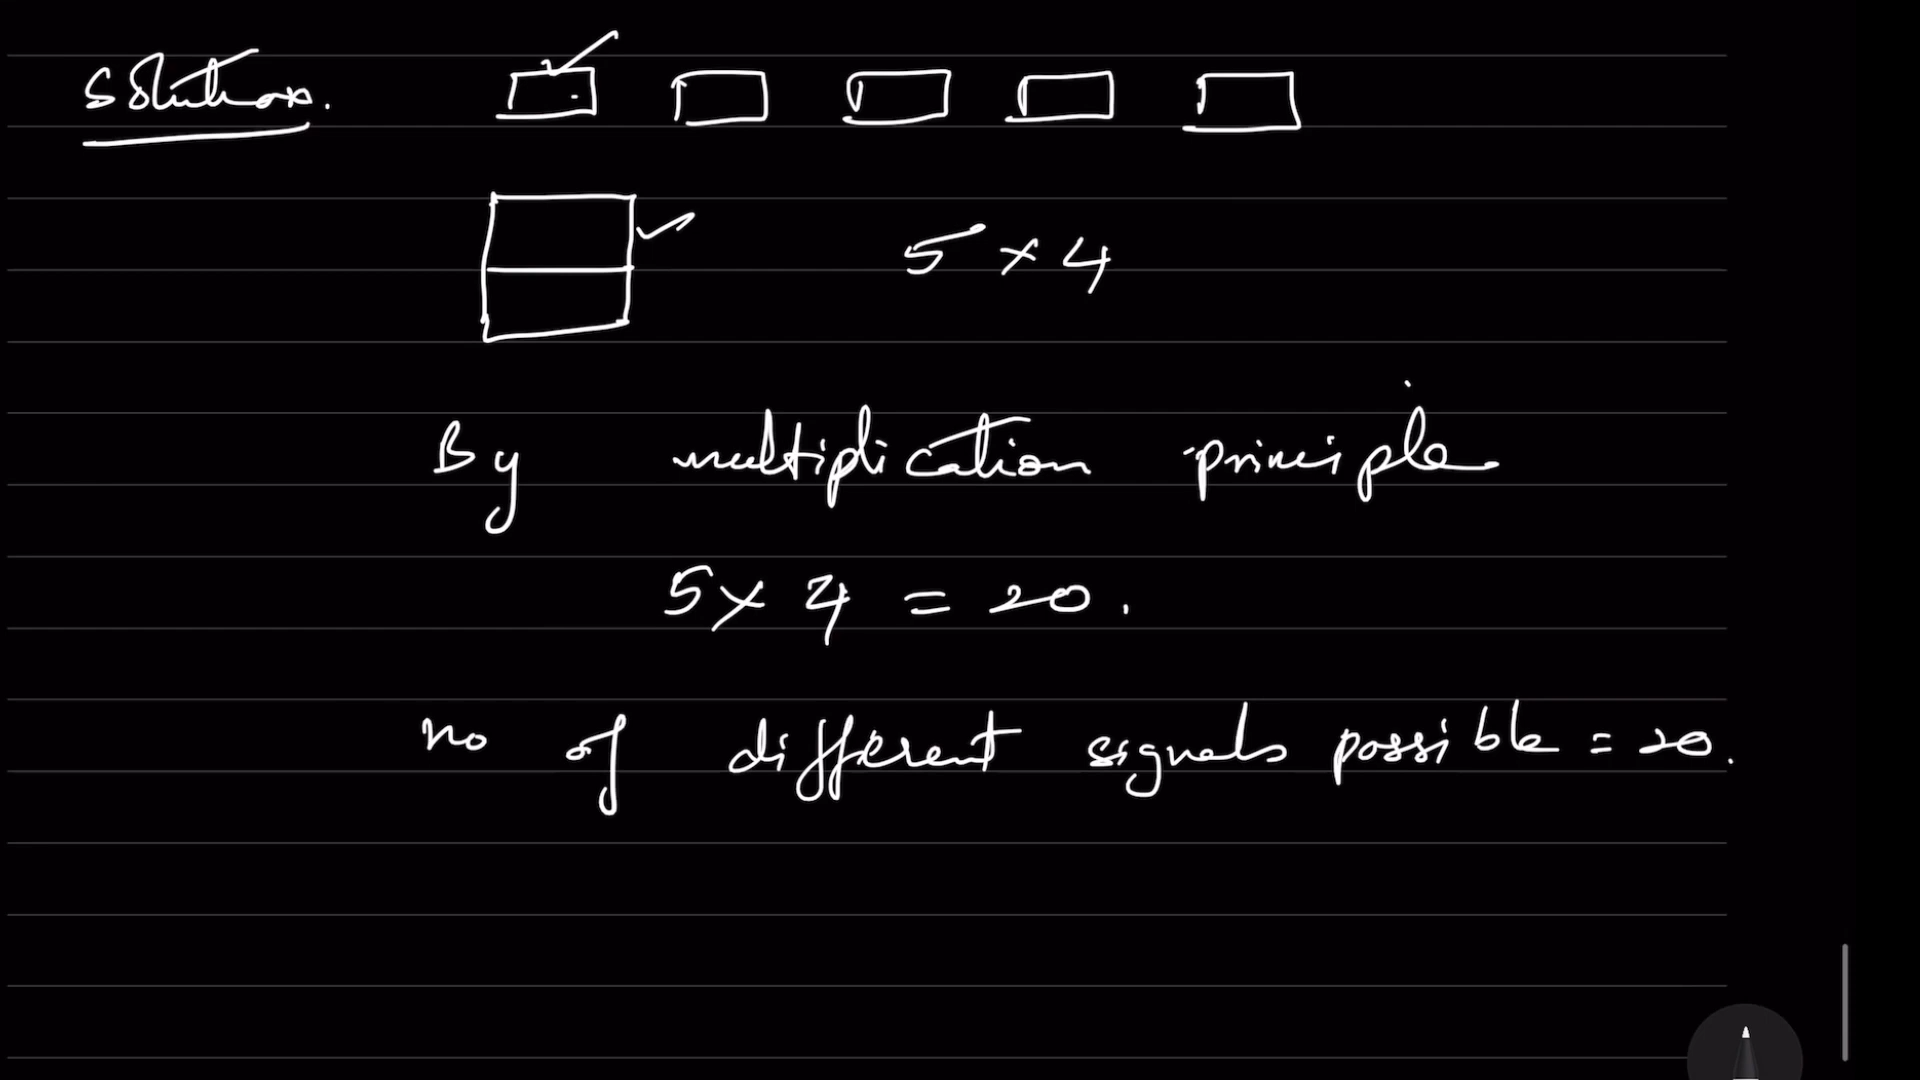 Solution.
5 × 4
By multiplication principle
5 × 4 = 20.
no of different signals possible = 20.